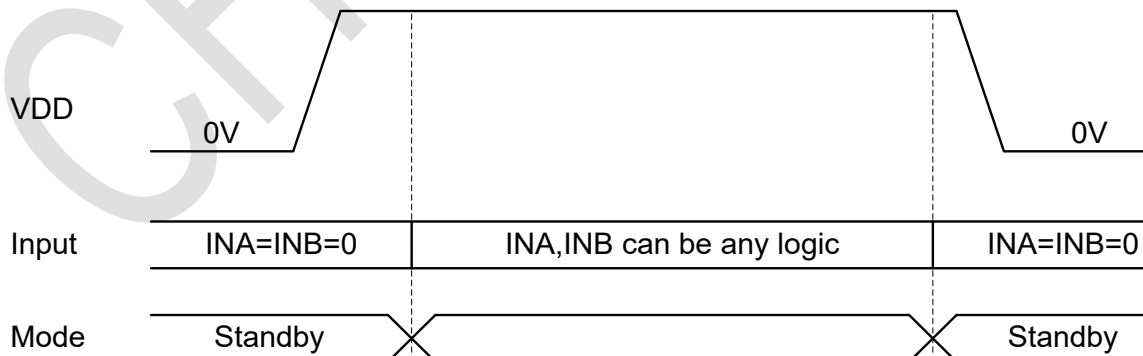 VDD
0V
0V
Input
INA=INB=0
INA,INB can be any logic
INA=INB=0
Mode
Standby
Standby